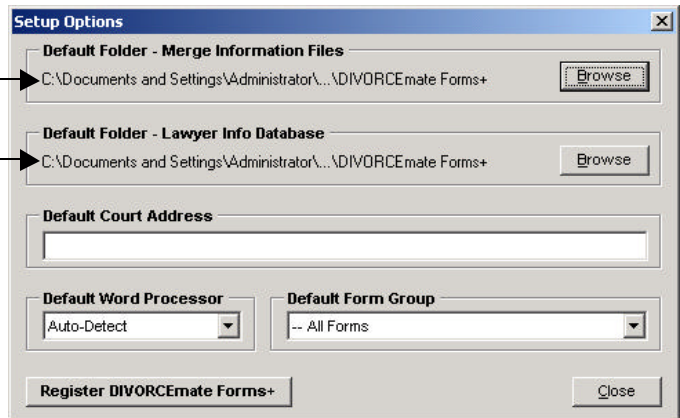 Setup Options
Default Folder - Merge Information Files
C:\Documents and Settings\Administrator\...\DIVORCEmate Forms+
Browse
Default Folder - Lawyer Info Database
C:\Documents and Settings\Administrator\...\DIVORCEmate Forms+
Browse
Default Court Address
Default Word Processor Default Form Group
Auto-Detect -- All Forms
Register DIVORCEmate Forms+ Close